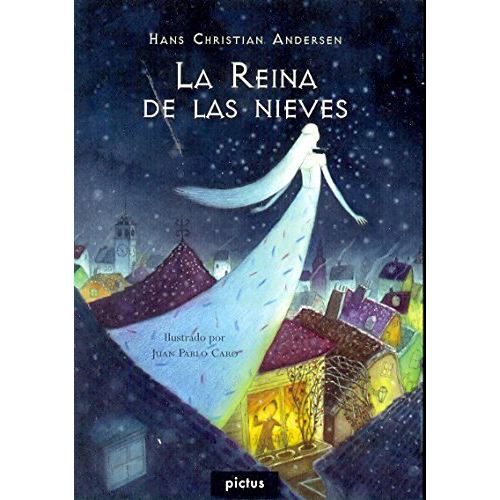 Hans Christian Andersen
La Reina
de las nieves
Ilustrado por
Juan Pablo Caro
pictus